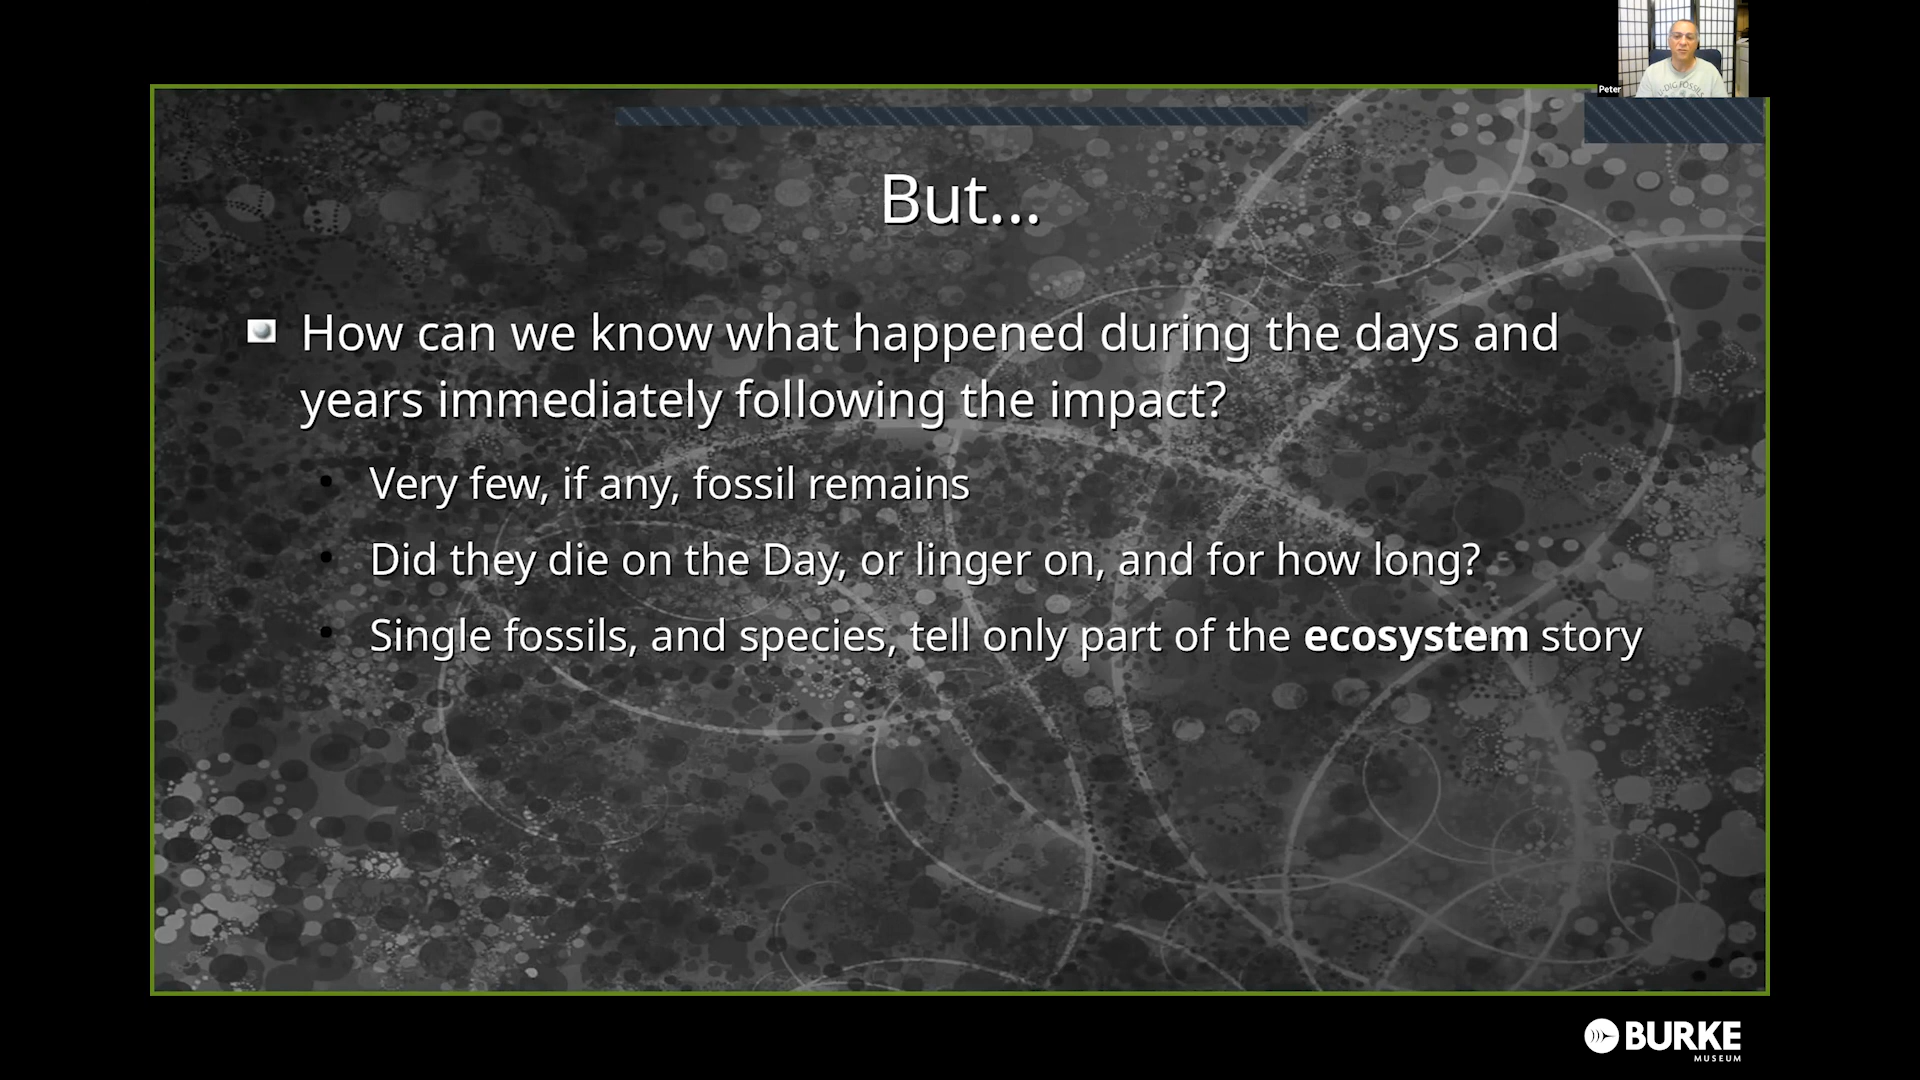 Peter
DIG FOSSILS
But...
How can we know what happened during the days and
years immediately following the impact?
Very few, if any, fossil remains
Did they die on the Day, or linger on, and for how long?
Single fossils, and species, tell only part of the ecosystem story
BURKE
MUSEUM